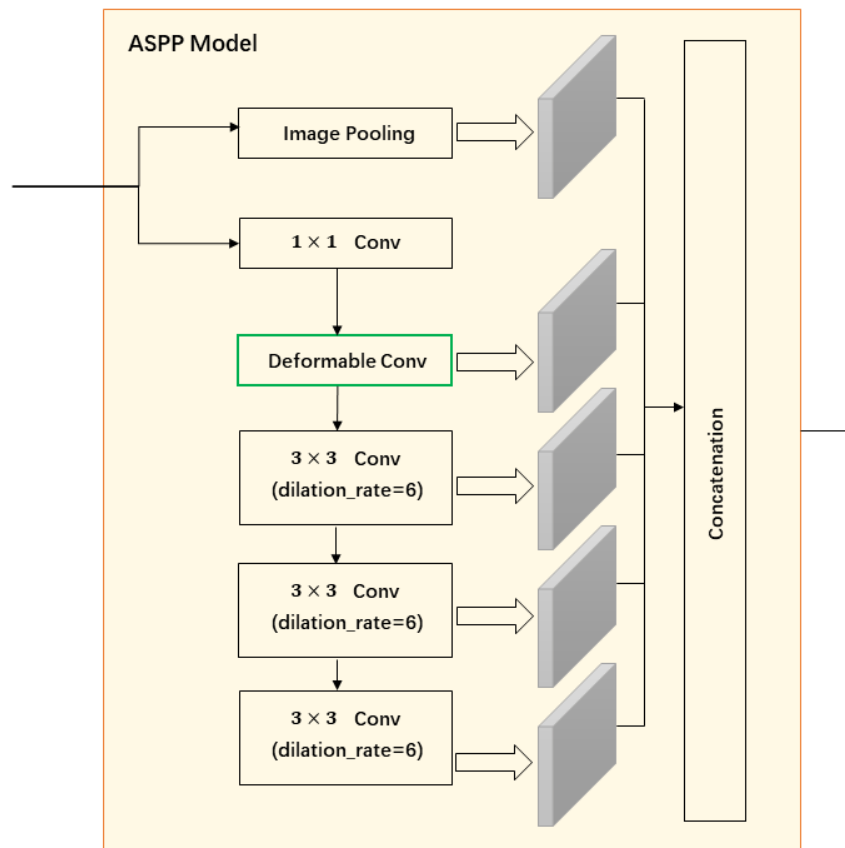 ASPP Model
Image Pooling
1 × 1 Conv
Deformable Conv
3 × 3 Conv
(dilation_rate=6)
3 × 3 Conv
(dilation_rate=6)
3 × 3 Conv
(dilation_rate=6)
Concatenation